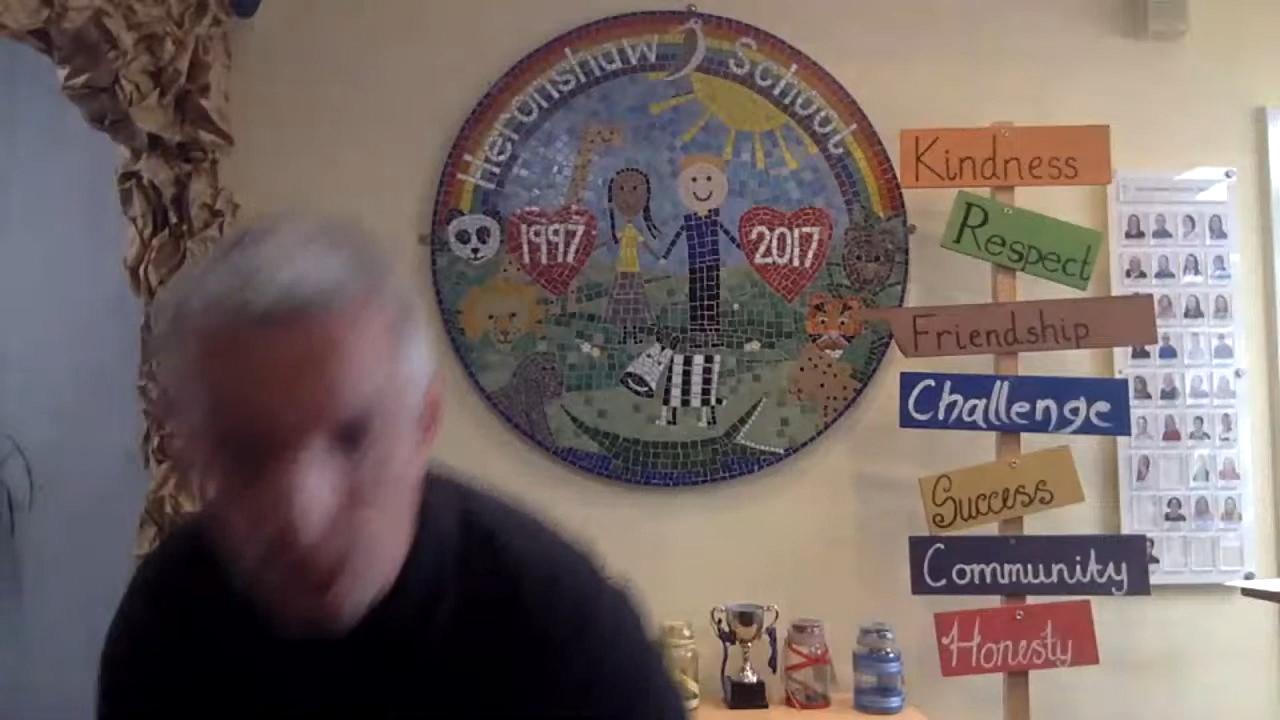 Heronshaw School
1997
2017
Kindness
Respect
Friendship
Challenge
Success
Community
Honesty